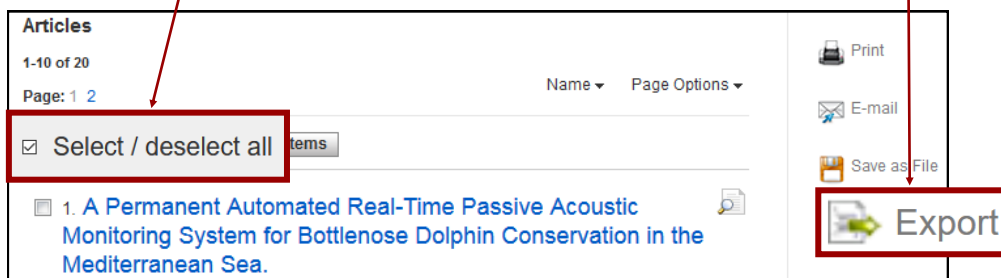 Articles
1-10 of 20
Page: 1 2
Name Page Options
Select / deselect all
tems
1. A Permanent Automated Real-Time Passive Acoustic
Monitoring System for Bottlenose Dolphin Conservation in the
Mediterranean Sea.
Print
E-mail
Save as File
Export